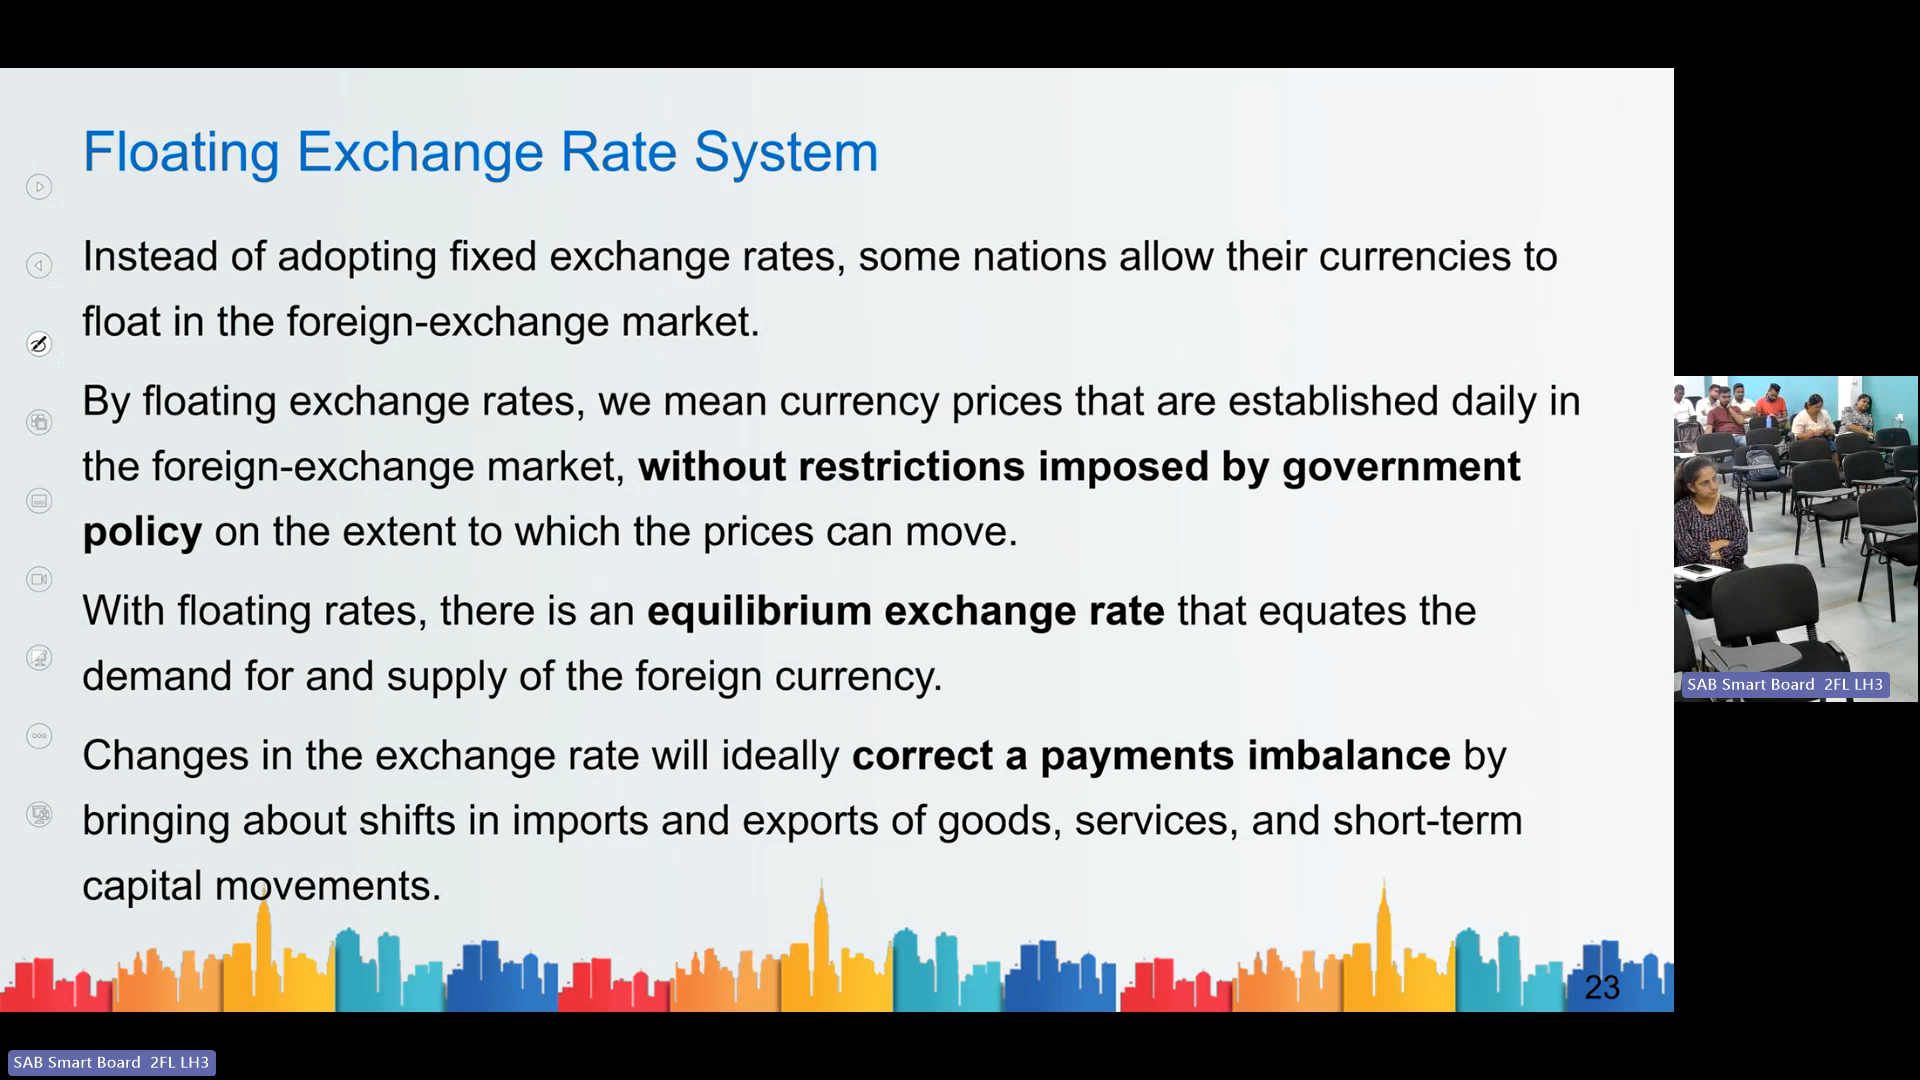 Floating Exchange Rate System
Instead of adopting fixed exchange rates, some nations allow their currencies to
float in the foreign-exchange market.
By floating exchange rates, we mean currency prices that are established daily in
the foreign-exchange market, without restrictions imposed by government
policy on the extent to which the prices can move.
With floating rates, there is an equilibrium exchange rate that equates the
demand for and supply of the foreign currency.
Changes in the exchange rate will ideally correct a payments imbalance by
bringing about shifts in imports and exports of goods, services, and short-term
capital movements.
23
SAB Smart Board 2FL LH3
SAB Smart Board 2FL LH3